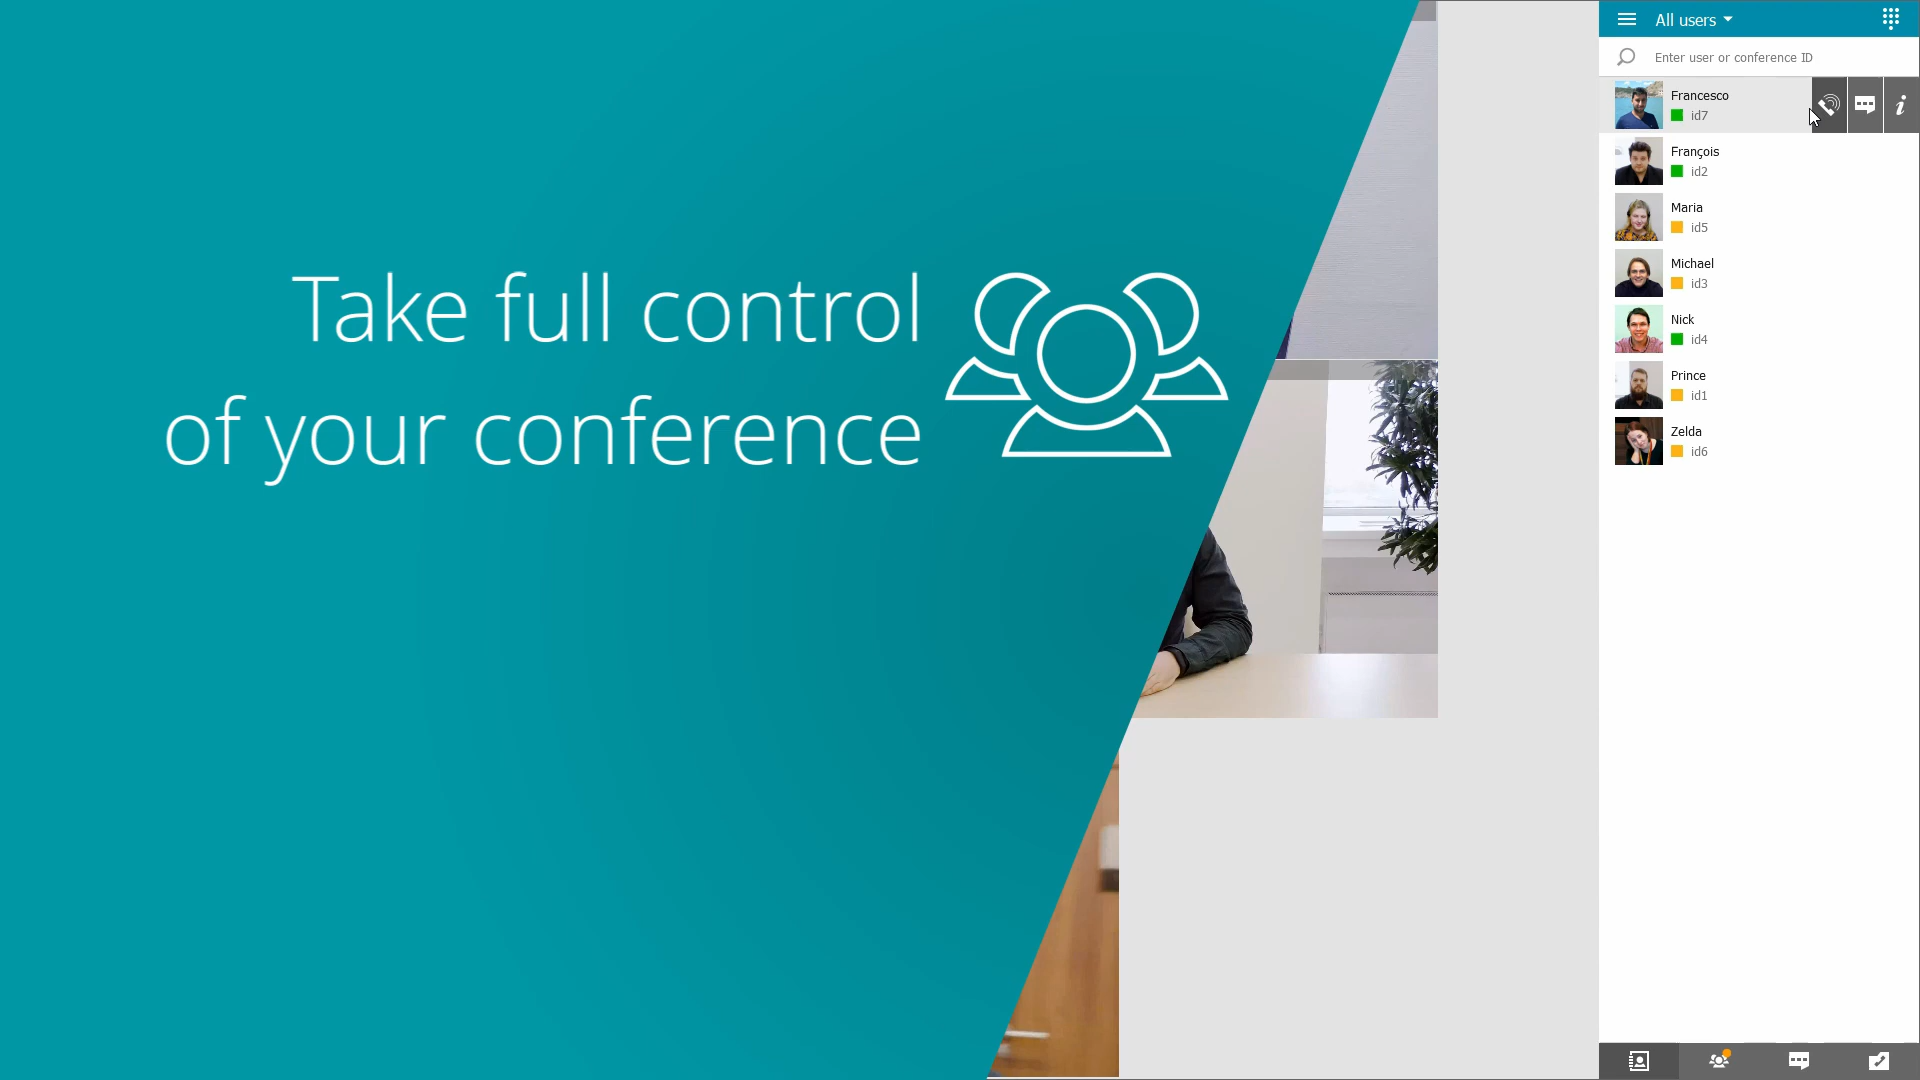 Take full control
of your conference
All users
Enter user or conference ID
Francesco
id7
François
id2
Maria
id5
Michael
id3
Nick
id4
Prince
id1
Zelda
id6